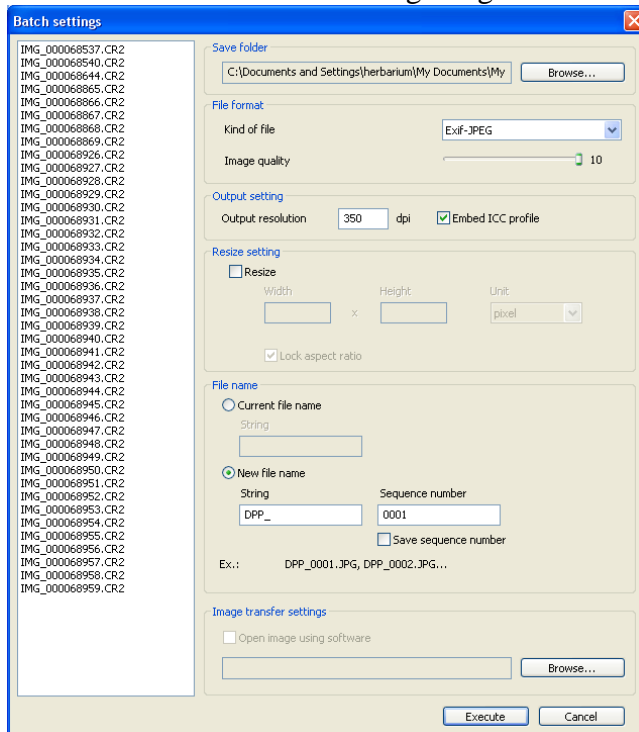 Batch settings
IMG_000068537.CR2
IMG_000068540.CR2
IMG_000068644.CR2
IMG_000068865.CR2
IMG_000068866.CR2
IMG_000068867.CR2
IMG_000068868.CR2
IMG_000068869.CR2
IMG_000068926.CR2
IMG_000068927.CR2
IMG_000068928.CR2
IMG_000068929.CR2
IMG_000068930.CR2
IMG_000068931.CR2
IMG_000068932.CR2
IMG_000068933.CR2
IMG_000068934.CR2
IMG_000068935.CR2
IMG_000068936.CR2
IMG_000068937.CR2
IMG_000068938.CR2
IMG_000068939.CR2
IMG_000068940.CR2
IMG_000068941.CR2
IMG_000068942.CR2
IMG_000068943.CR2
IMG_000068944.CR2
IMG_000068945.CR2
IMG_000068946.CR2
IMG_000068947.CR2
IMG_000068948.CR2
IMG_000068949.CR2
IMG_000068950.CR2
IMG_000068951.CR2
IMG_000068952.CR2
IMG_000068953.CR2
IMG_000068954.CR2
IMG_000068955.CR2
IMG_000068956.CR2
IMG_000068957.CR2
IMG_000068958.CR2
IMG_000068959.CR2
Save folder
C:\Documents and Settings\herbarium\My Documents\My Browse...
File format
Kind of file Exif-JPEG
Image quality 10
Output setting
Output resolution 350 dpi Embed ICC profile
Resize setting
Resize
Width Height Unit
x pixel
Lock aspect ratio
File name
Current file name
String
New file name
String Sequence number
DPP_ 0001
Save sequence number
Ex.: DPP_0001.JPG, DPP_0002.JPG...
Image transfer settings
Open image using software
Browse...
Execute Cancel